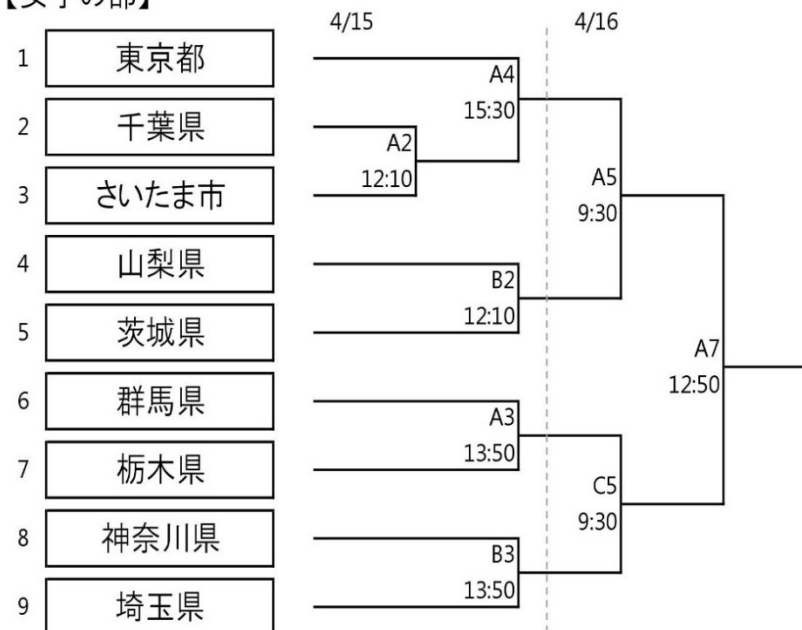 4/15 4/16
1 東京都
A4
15:30
2 千葉県
A2
12:10
3 さいたま市
A5
9:30
4 山梨県
B2
12:10
5 茨城県
A7
12:50
6 群馬県
A3
13:50
7 栃木県
C5
9:30
8 神奈川県
B3
13:50
9 埼玉県